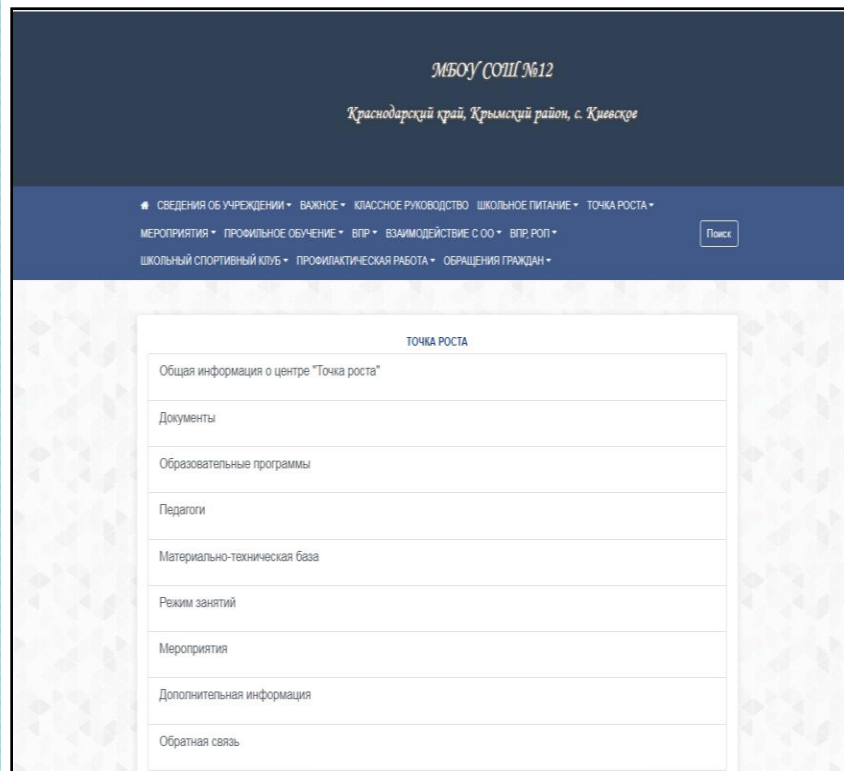 МБОУ СОШ №12
Краснодарский край, Крымский район, с. Киевское
СВЕДЕНИЯ ОБ УЧРЕЖДЕНИИ ВАЖНОЕ КЛАССНОЕ РУКОВОДСТВО ШКОЛЬНОЕ ПИТАНИЕ ТОЧКА РОСТА
МЕРОПРИЯТИЯ ПРОФИЛЬНОЕ ОБУЧЕНИЕ ВПР ВЗАИМОДЕЙСТВИЕ С ОО ВПР, РОП
Поиск
ШКОЛЬНЫЙ СПОРТИВНЫЙ КЛУБ ПРОФИЛАКТИЧЕСКАЯ РАБОТА ОБРАЩЕНИЯ ГРАЖДАН
ТОЧКА РОСТА
Общая информация о центре "Точка роста"
Документы
Образовательные программы
Педагоги
Материально-техническая база
Режим занятий
Мероприятия
Дополнительная информация
Обратная связь